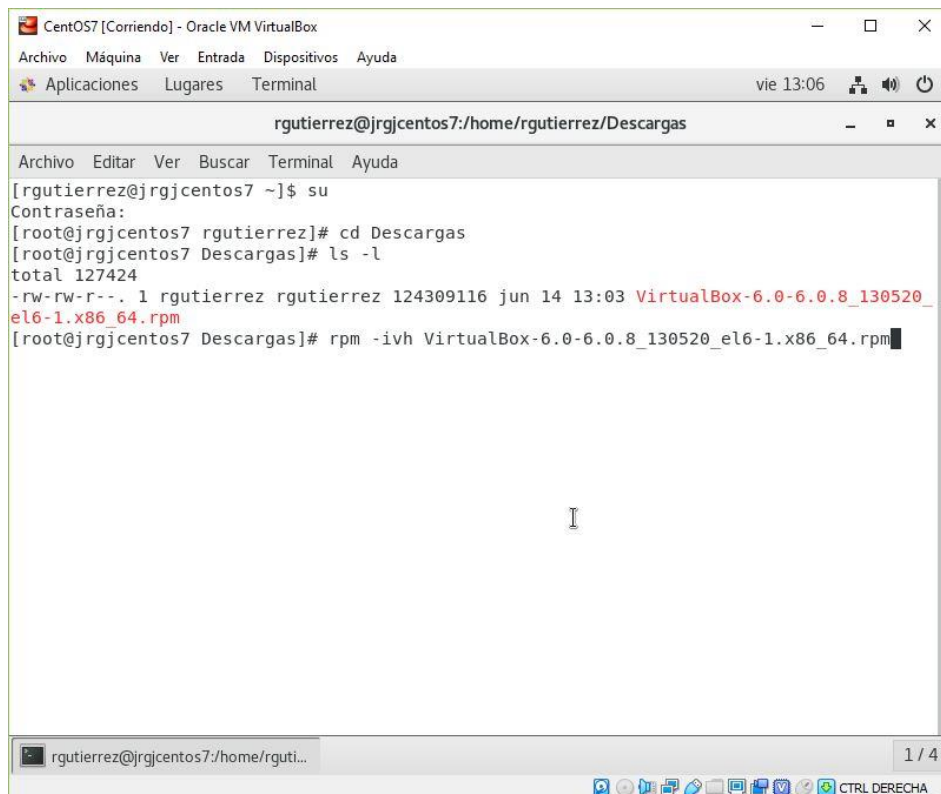 CentOS7 [Corriendo] - Oracle VM VirtualBox
Archivo Máquina Ver Entrada Dispositivos Ayuda
Aplicaciones Lugares Terminal vie 13:06
rgutierrez@jrgjcentos7:/home/rgutierrez/Descargas
Archivo Editar Ver Buscar Terminal Ayuda
[rgutierrez@jrgjcentos7 ~]$ su
Contraseña:
[root@jrgjcentos7 rgutierrez]# cd Descargas
[root@jrgjcentos7 Descargas]# ls -l
total 127424
-rw-rw-r--. 1 rgutierrez rgutierrez 124309116 jun 14 13:03 VirtualBox-6.0-6.0.8_130520_
el6-1.x86_64.rpm
[root@jrgjcentos7 Descargas]# rpm -ivh VirtualBox-6.0-6.0.8_130520_el6-1.x86_64.rpm
rgutierrez@jrgjcentos7:/home/rguti... 1 / 4
CTRL DERECHA